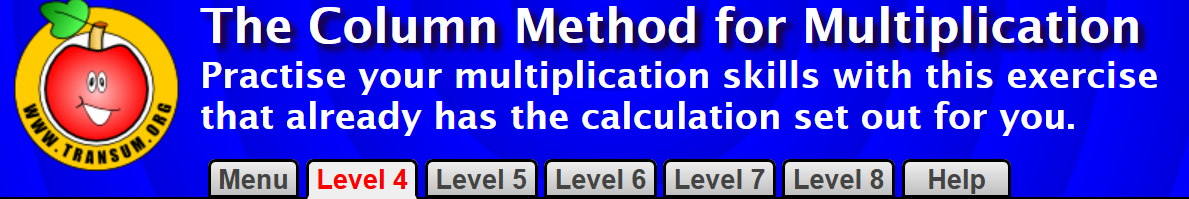 The Column Method for Multiplication
Practise your multiplication skills with this exercise
that already has the calculation set out for you.
WWW.TRANSUM.ORG
Menu Level 4 Level 5 Level 6 Level 7 Level 8 Help